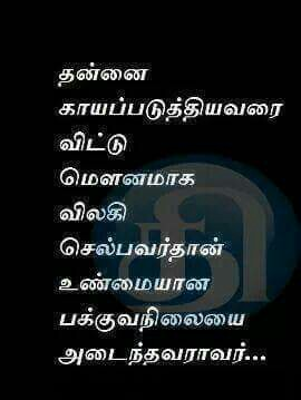 தன்னை
காயப்படுத்தியவரை
விட்டு
மௌனமாக
விலகி
செல்பவர்தான்
உண்மையான
பக்குவநிலையை
அடைந்தவராவர்...